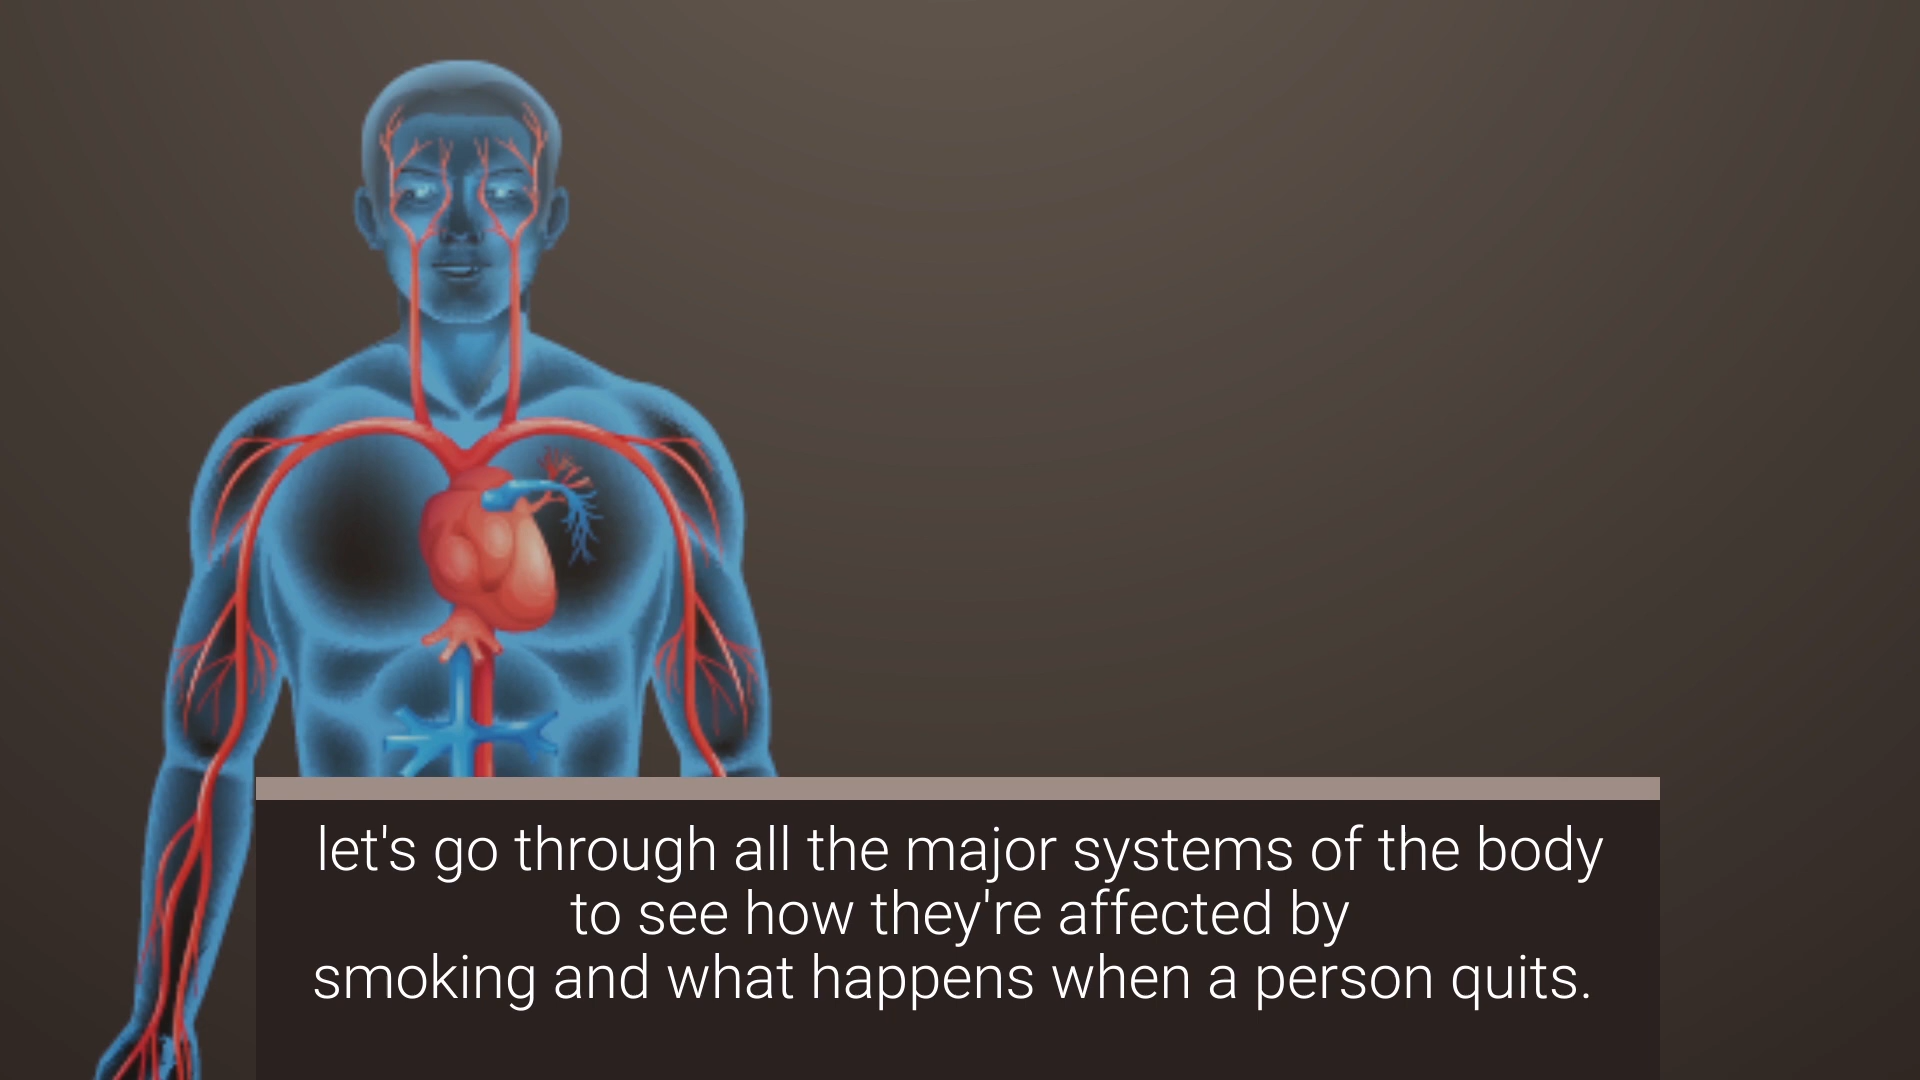 let's go through all the major systems of the body
to see how they're affected by
smoking and what happens when a person quits.